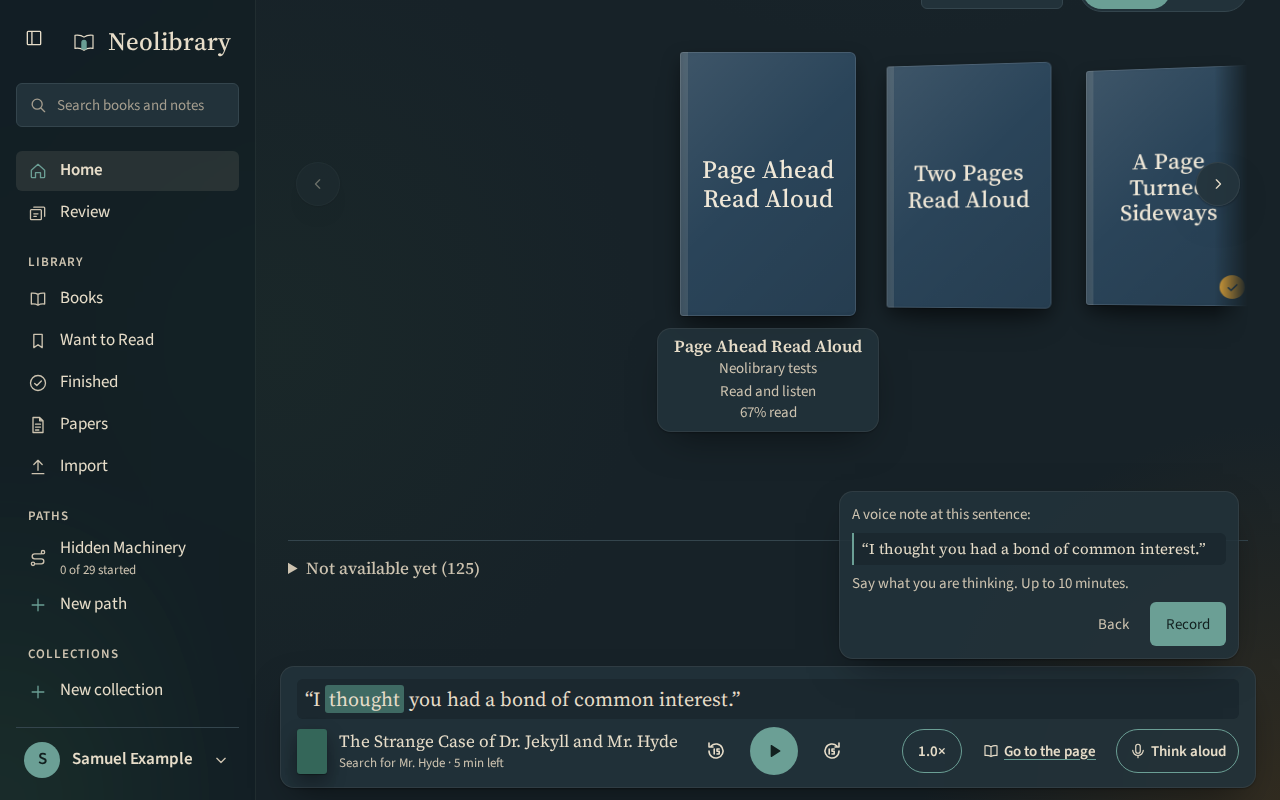 Neolibrary
Search books and notes
Home
Review
LIBRARY
Books
Want to Read
Finished
Papers
Import
PATHS
Hidden Machinery
0 of 29 started
New path
COLLECTIONS
New collection
S
Samuel Example
Page Ahead
Read Aloud
Two Pages
Read Aloud
A Page
Turned
Sideways
Page Ahead Read Aloud
Neolibrary tests
Read and listen
67% read
Not available yet (125)
A voice note at this sentence:
“I thought you had a bond of common interest.”
Say what you are thinking. Up to 10 minutes.
Back
Record
“I thought you had a bond of common interest.”
The Strange Case of Dr. Jekyll and Mr. Hyde
Search for Mr. Hyde · 5 min left
15
15
1.0×
Go to the page
Think aloud